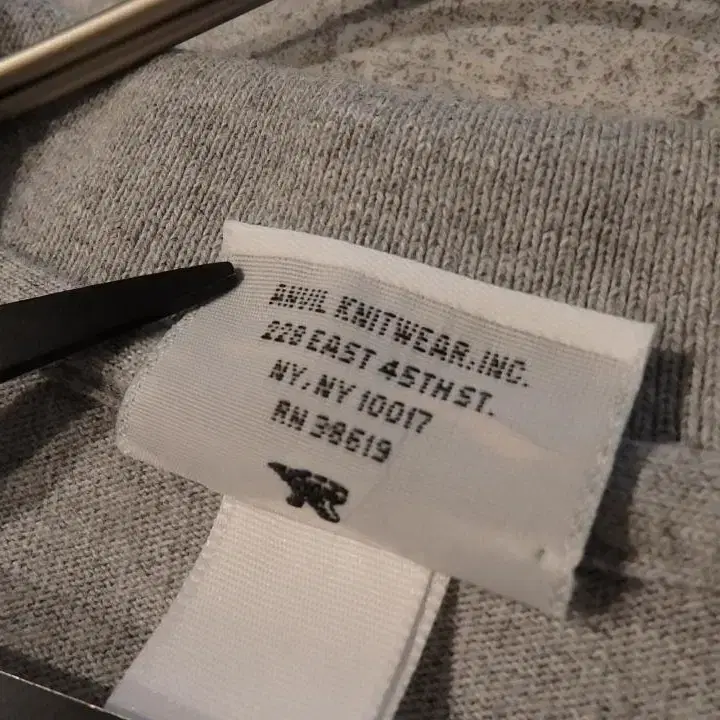 ANVIL KNITWEAR, INC.
228 EAST 45TH ST.
NY, NY 10017
RN 38619